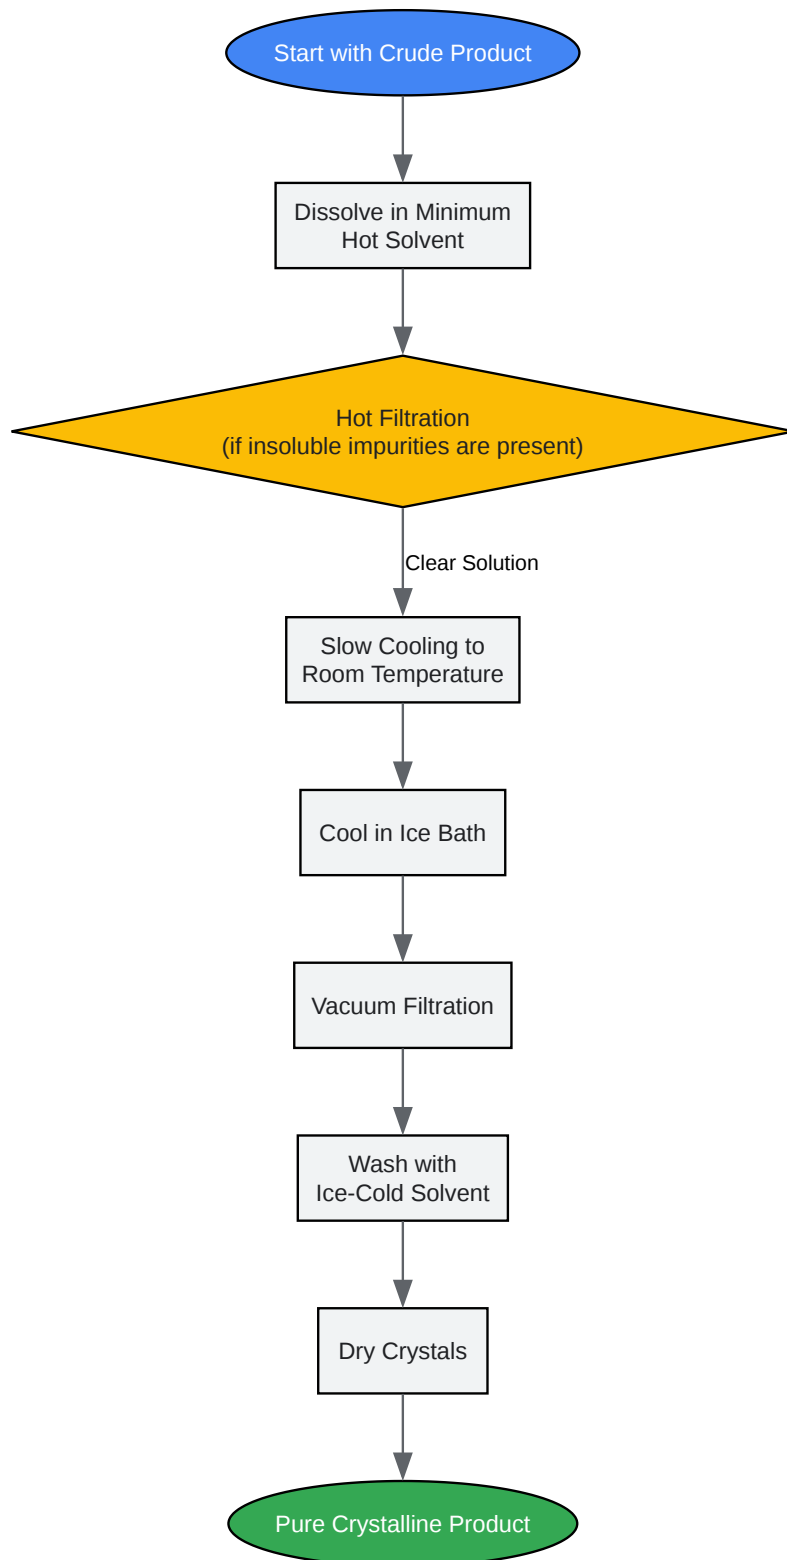 Start with Crude Product
Dissolve in Minimum
Hot Solvent
Hot Filtration
(if insoluble impurities are present)
Clear Solution
Slow Cooling to
Room Temperature
Cool in Ice Bath
Vacuum Filtration
Wash with
Ice-Cold Solvent
Dry Crystals
Pure Crystalline Product